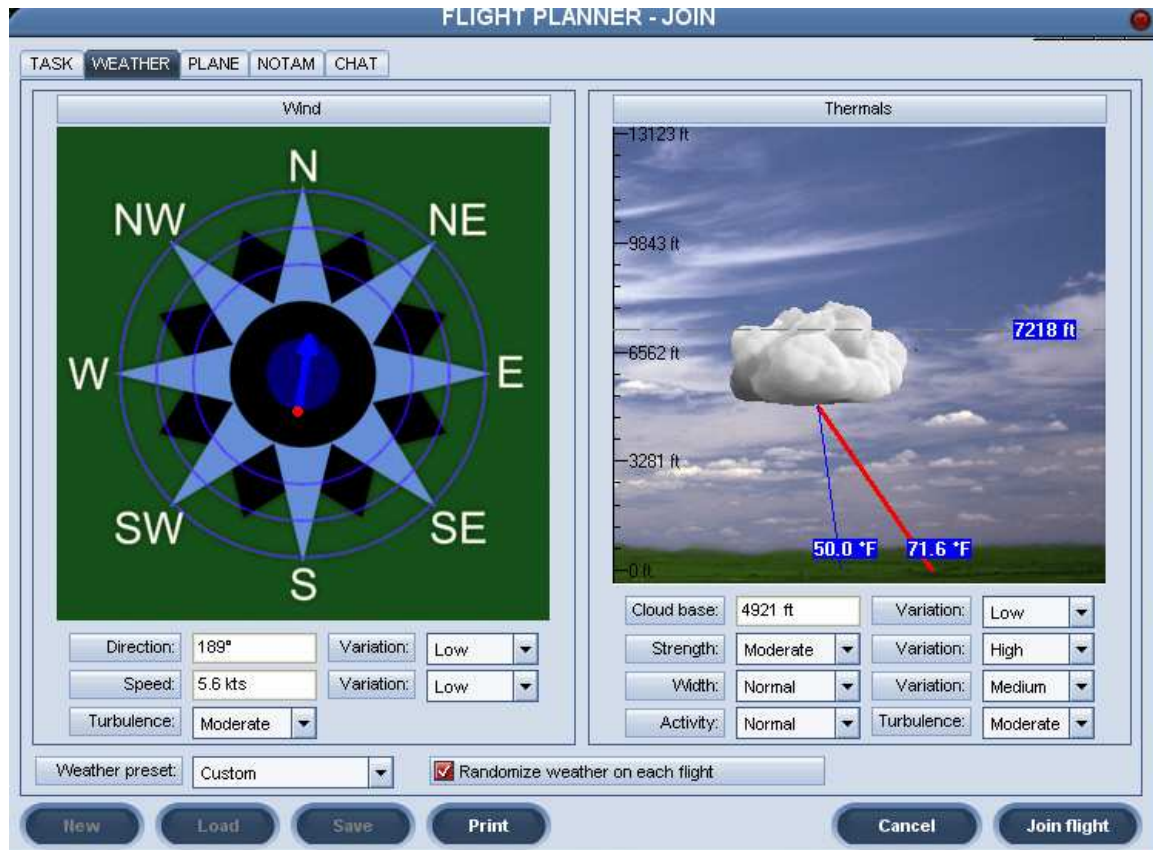 FLIGHT PLANNER - JOIN
TASK WEATHER PLANE NOTAM CHAT
Wind
N
NW NE
W E
SW SE
S
Direction: 189° Variation: Low
Speed: 5.6 kts Variation: Low
Turbulence: Moderate
Thermals
13123 ft
9843 ft
7218 ft
6562 ft
3281 ft
50.0 °F 71.6 °F
0 ft
Cloud base: 4921 ft Variation: Low
Strength: Moderate Variation: High
Width: Normal Variation: Medium
Activity: Normal Turbulence: Moderate
Weather preset: Custom Randomize weather on each flight
New Load Save Print Cancel Join flight